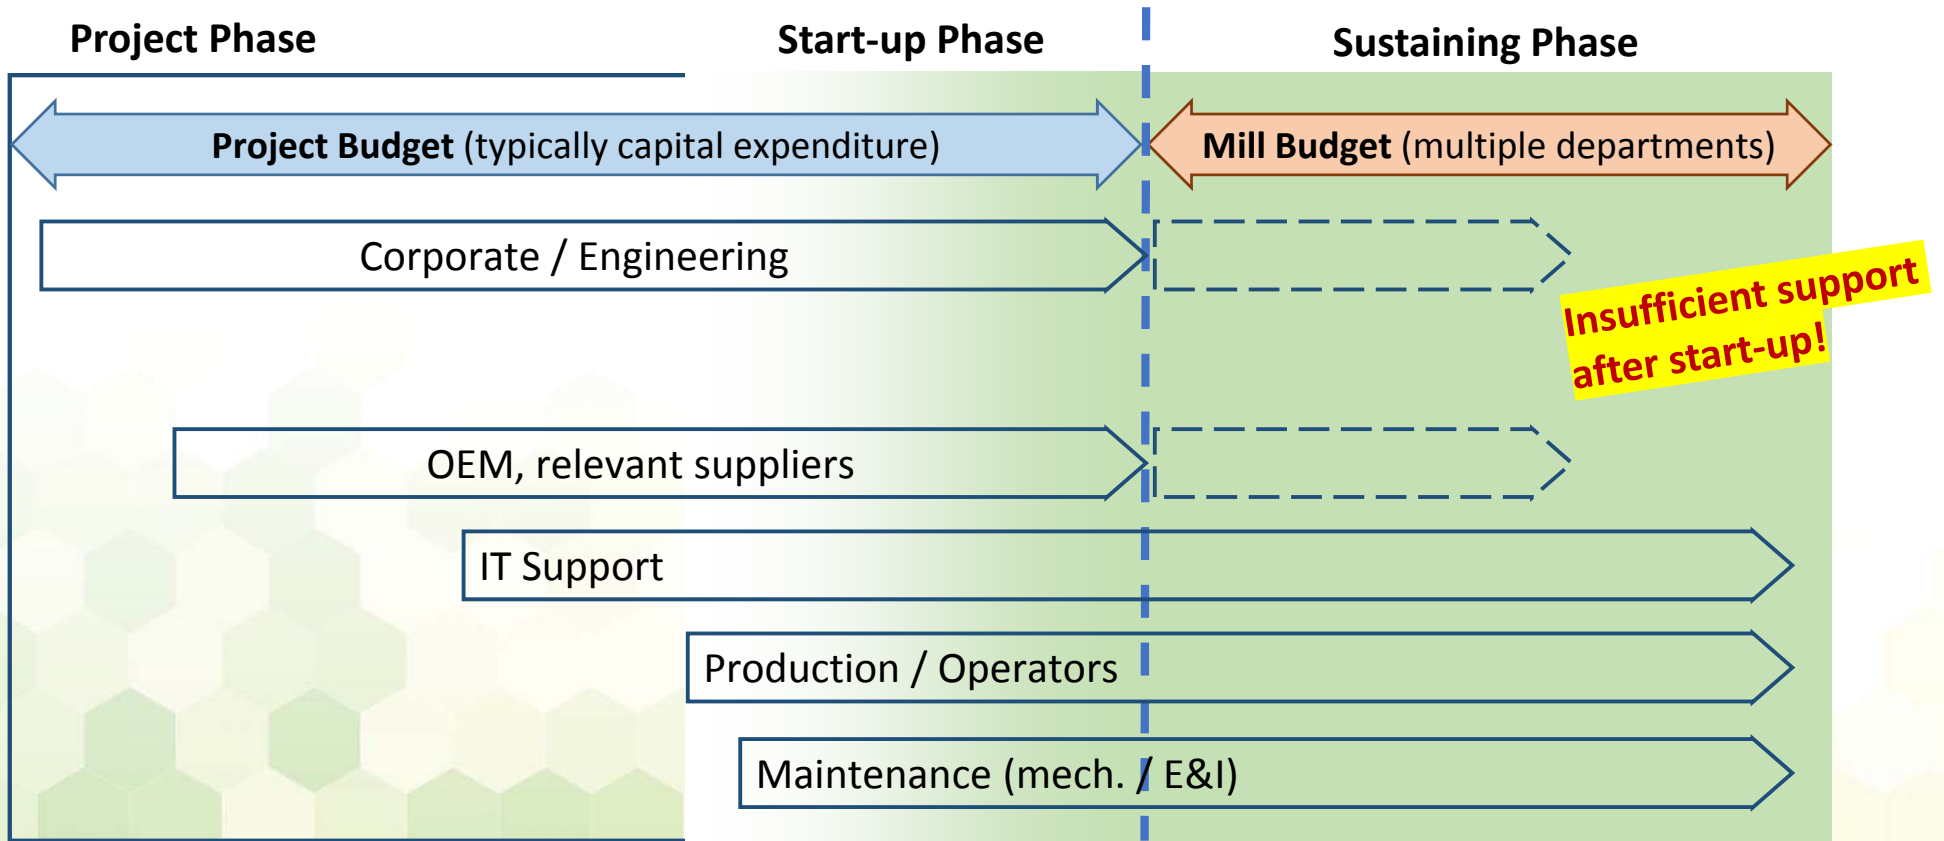 Project Phase
Start-up Phase
Sustaining Phase
Project Budget (typically capital expenditure)
Mill Budget (multiple departments)
Corporate / Engineering
Insufficient support
after start-up!
OEM, relevant suppliers
IT Support
Production / Operators
Maintenance (mech. / E&I)